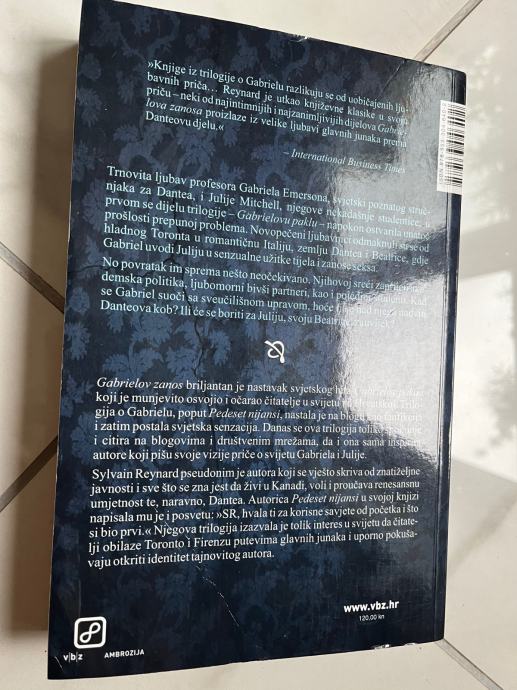 »Knjige iz trilogije o Gabrielu razlikuju se od uobičajenih lju-
bavnih priča… Reynard je utkao književne klasike u svoju
priču – neki od najintimnijih i najzanimljivijih dijelova Gabrie-
lova zanosa proizlaze iz velike ljubavi glavnih junaka prema
Danteovu djelu.«
– International Business Times
Trnovita ljubav profesora Gabriela Emersona, svjetski poznatog struč-
njaka za Dantea, i Julije Mitchell, njegove nekadašnje studentice, u
prvom se dijelu trilogije – Gabrielovu paklu – napokon ostvarila unatoč
prošlosti prepunoj problema. Novopečeni ljubavnici odmaknuli su se od
hladnog Toronta u romantičnu Italiju, zemlju Dantea i Beatrice, gdje
Gabriel uvodi Juliju u senzualne užitke tijela i zanose seksa.
No povratak im sprema nešto neočekivano. Njihovoj sreći
demska politika, ljubomorni bivši partneri, kao i
se Gabriel suoči sa sveučilišnom upravom, hoće
Danteova kob? Ili će se boriti za Juliju, svoju Beatrice, zauvijek?
Gabrielov zanos briljantan je nastavak svjetskog
koji je munjevito osvojio i očarao čitatelje u svijetu
gija o Gabrielu, poput Pedeset nijansi, nastala je na blogu kao
i zatim postala svjetska senzacija. Danas se ova trilogija toliko
i citira na blogovima i društvenim mrežama, da i ona sama inspirira
autore koji pišu svoje vizije priče o svijetu Gabriela i Julije.
Sylvain Reynard pseudonim je autora koji se vješto skriva od znatiželjne
javnosti i sve što se zna jest da živi u Kanadi, voli i proučava renesansnu
umjetnost te, naravno, Dantea. Autorica Pedeset nijansi u svojoj knjizi
napisala mu je i posvetu: »SR, hvala ti za korisne savjete od početka i što
si bio prvi.« Njegova trilogija izazvala je tolik interes u svijetu da čitate-
lji obilaze Toronto i Firenzu putevima glavnih junaka i uporno pokuša-
vaju otkriti identitet tajnovitog autora.
www.vbz.hr
120,00 kn
v|b|z AMBROZIJA